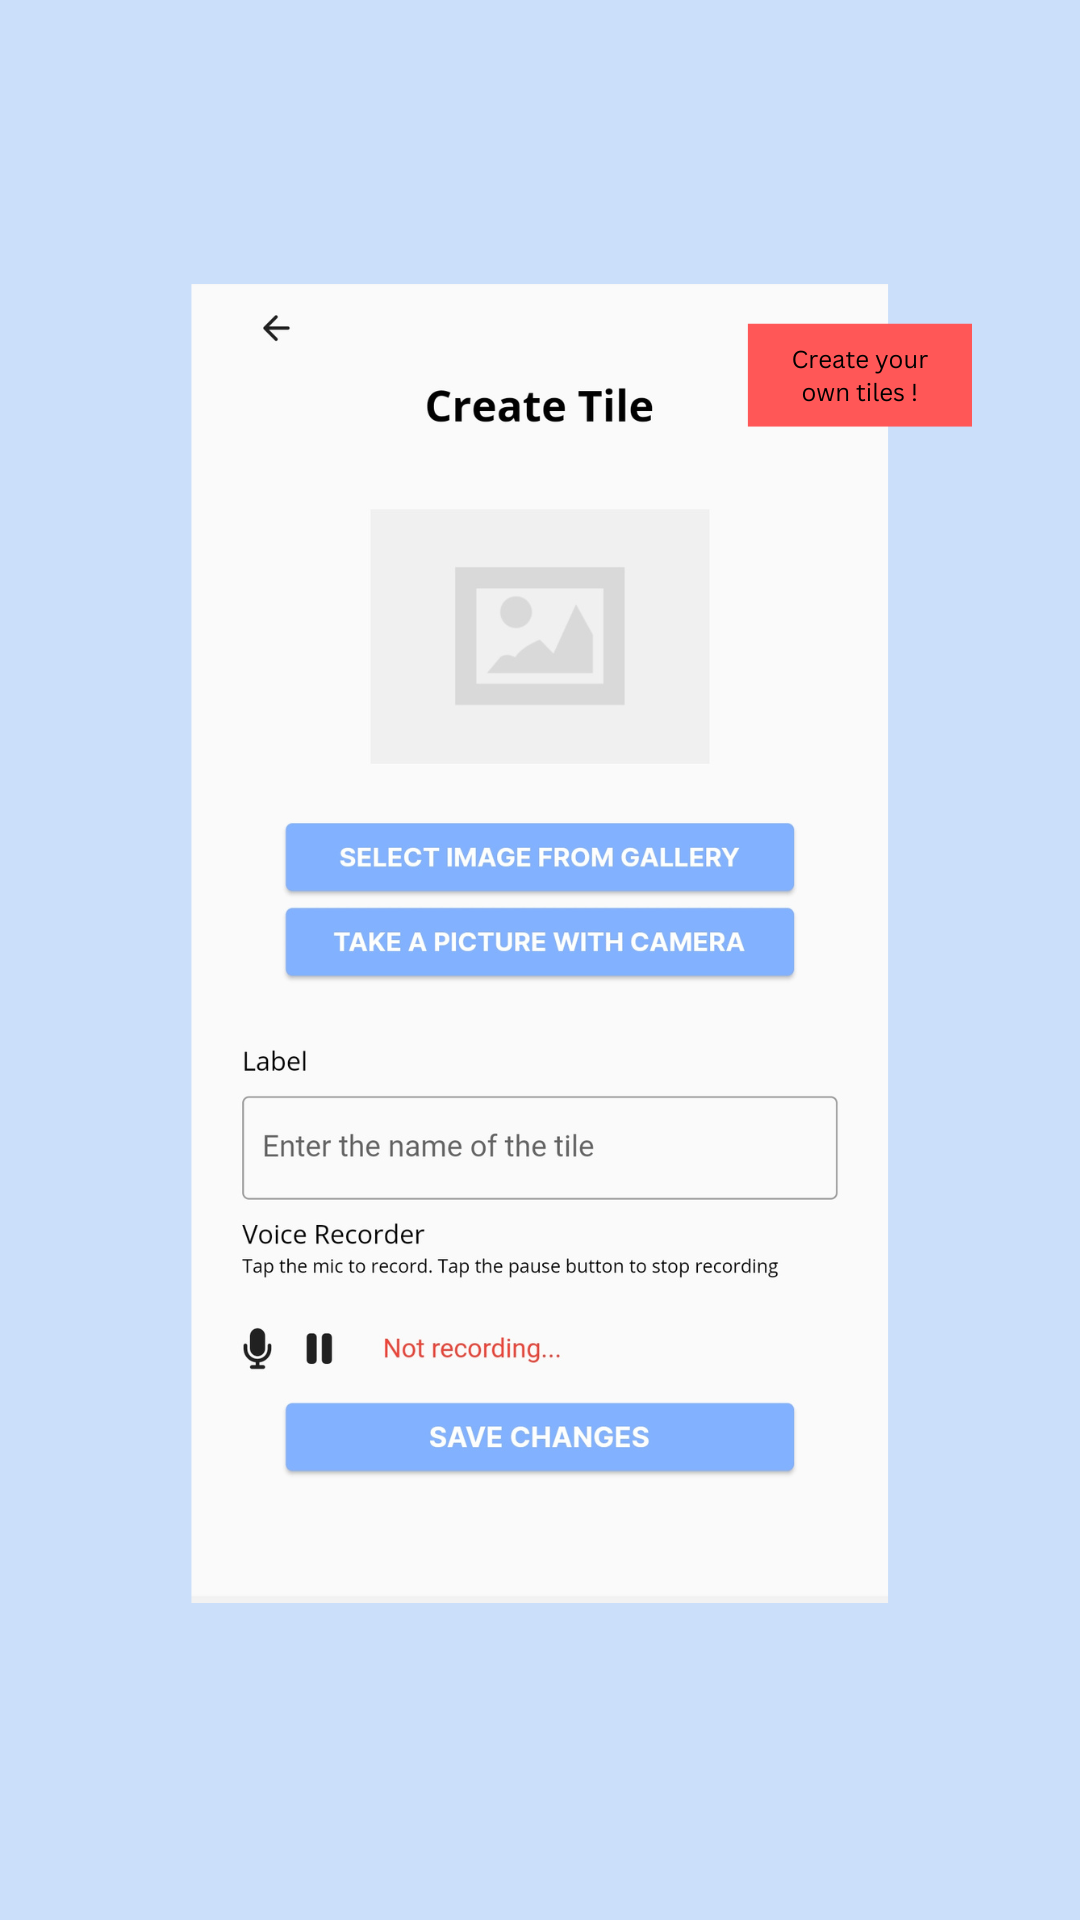 Create your
own tiles !
Create Tile
SELECT IMAGE FROM GALLERY
TAKE A PICTURE WITH CAMERA
Label
Enter the name of the tile
Voice Recorder
Tap the mic to record. Tap the pause button to stop recording
Not recording...
SAVE CHANGES